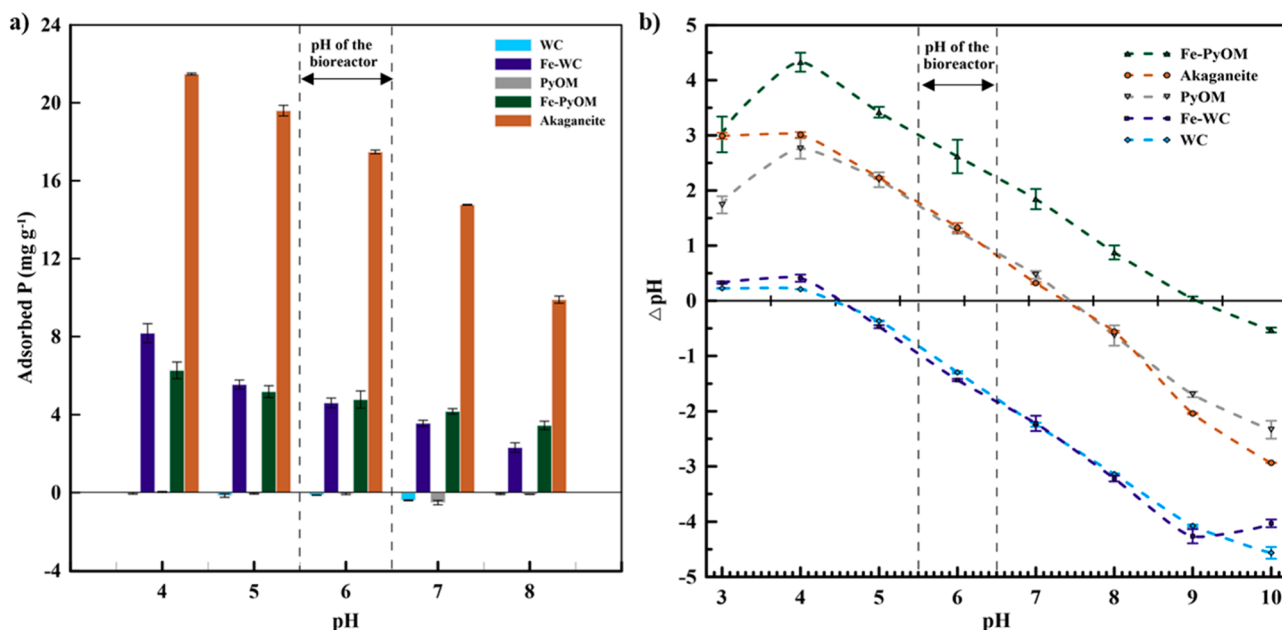 a)
24
20
16
12
8
4
0
-4
Adsorbed P (mg g⁻¹)
pH of the
bioreactor
WC
Fe-WC
PyOM
Fe-PyOM
Akaganeite
4 5 6 7 8
pH
b)
5
4
3
2
1
0
-1
-2
-3
-4
-5
△pH
pH of the
bioreactor
Fe-PyOM
Akaganeite
PyOM
Fe-WC
WC
3 4 5 6 7 8 9 10
pH